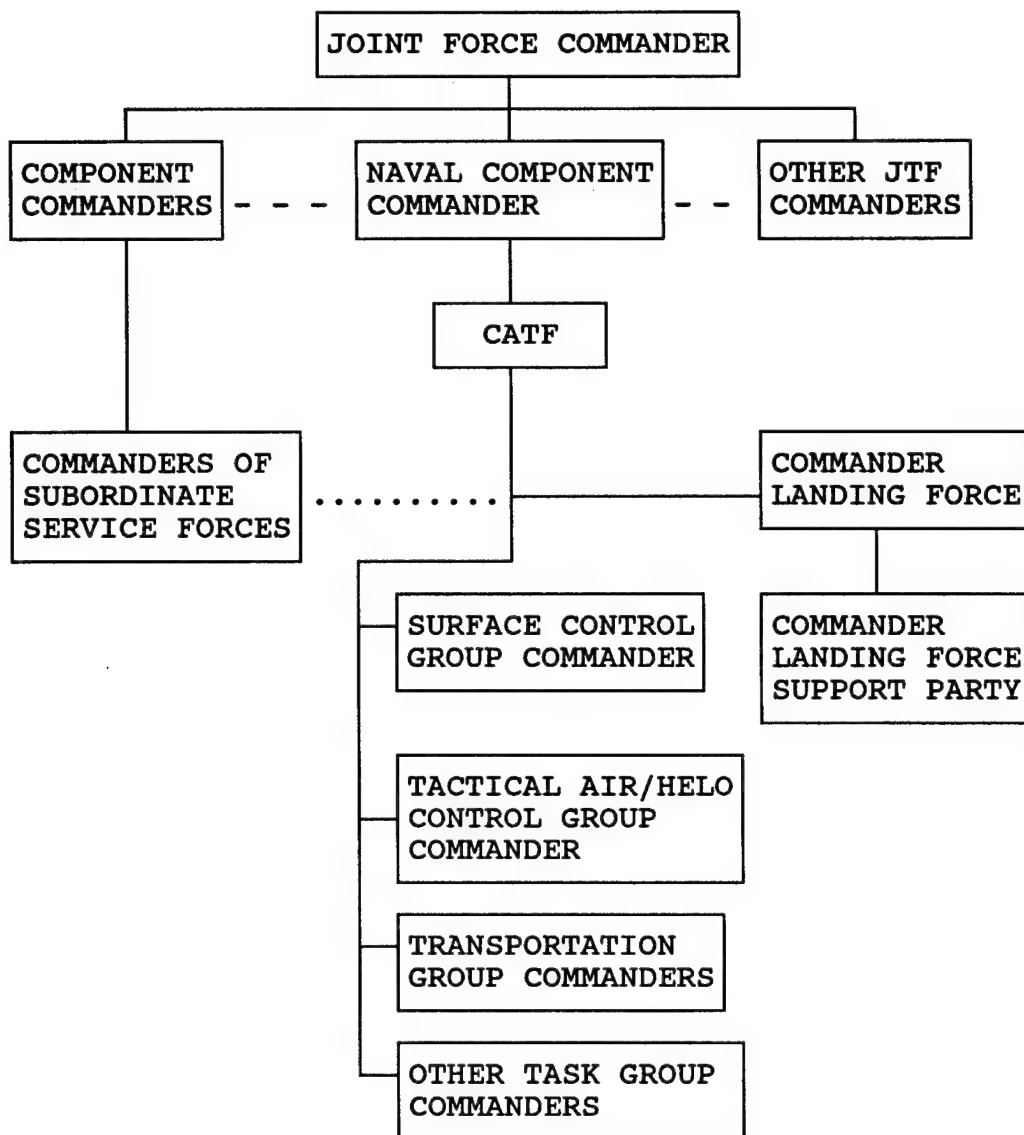 JOINT FORCE COMMANDER
COMPONENT
COMMANDERS
NAVAL COMPONENT
COMMANDER
OTHER JTF
COMMANDERS
CATF
COMMANDERS OF
SUBORDINATE
SERVICE FORCES
COMMANDER
LANDING FORCE
SURFACE CONTROL
GROUP COMMANDER
COMMANDER
LANDING FORCE
SUPPORT PARTY
TACTICAL AIR/HELO
CONTROL GROUP
COMMANDER
TRANSPORTATION
GROUP COMMANDERS
OTHER TASK GROUP
COMMANDERS